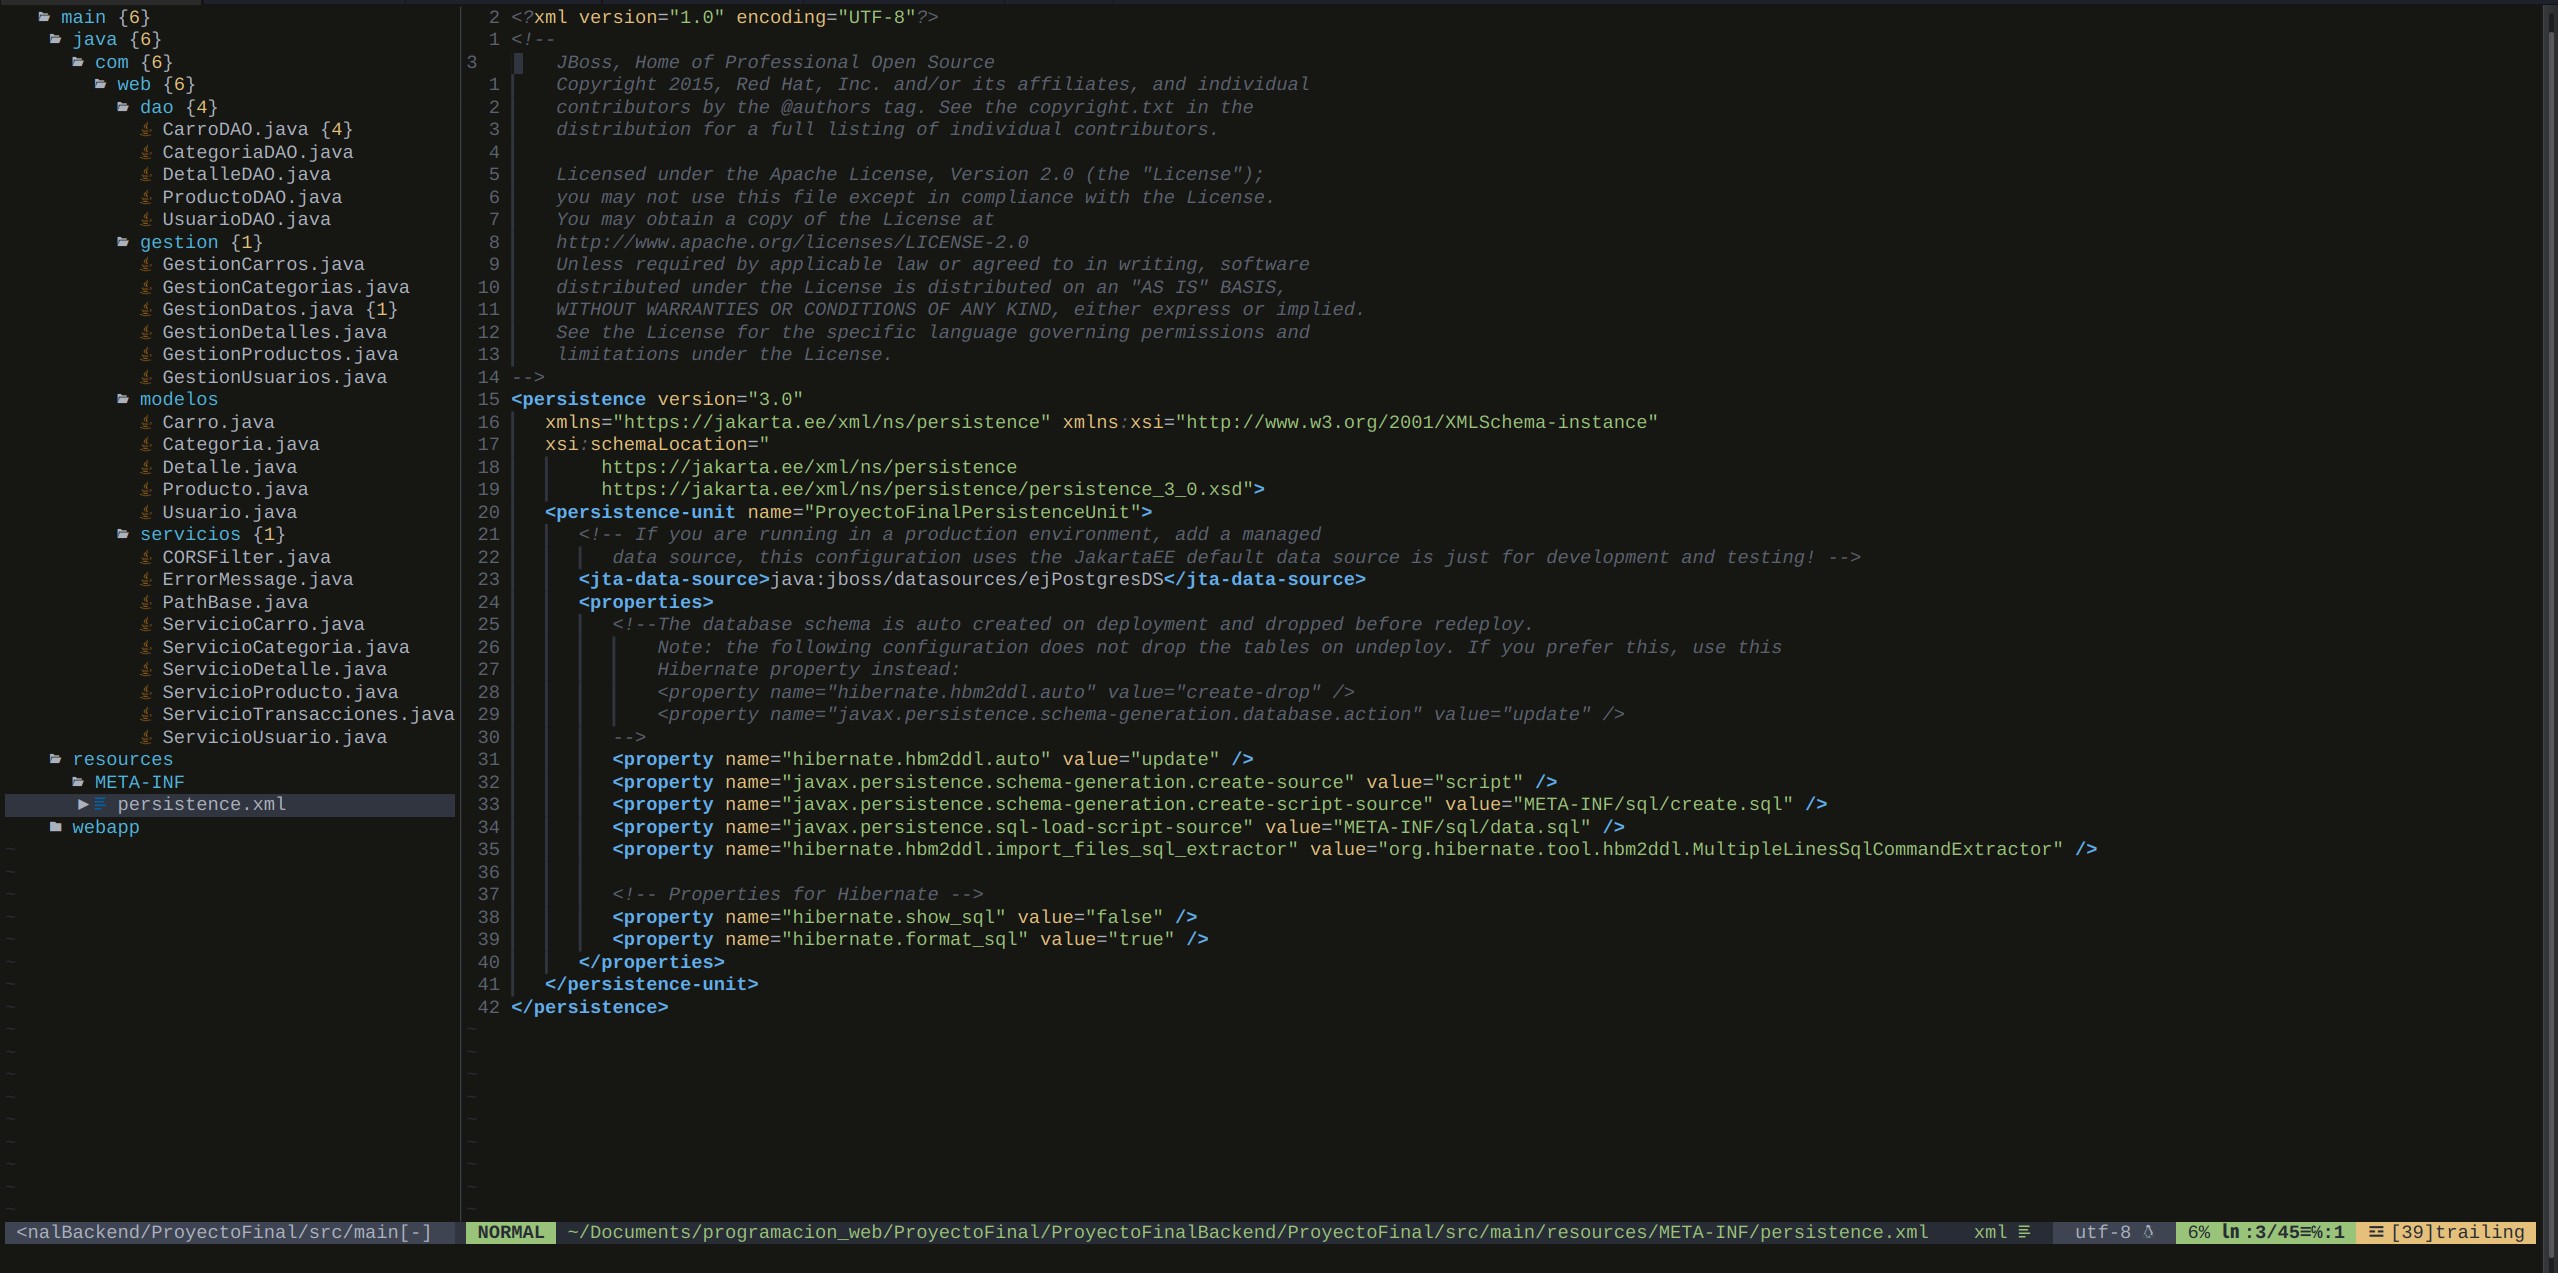 main {6}
java {6}
com {6}
web {6}
dao {4}
CarroDAO.java {4}
CategoriaDAO.java
DetalleDAO.java
ProductoDAO.java
UsuarioDAO.java
gestion {1}
GestionCarros.java
GestionCategorias.java
GestionDatos.java {1}
GestionDetalles.java
GestionProductos.java
GestionUsuarios.java
modelos
Carro.java
Categoria.java
Detalle.java
Producto.java
Usuario.java
servicios {1}
CORSFilter.java
ErrorMessage.java
PathBase.java
ServicioCarro.java
ServicioCategoria.java
ServicioDetalle.java
ServicioProducto.java
ServicioTransacciones.java
ServicioUsuario.java
resources
META-INF
▶ persistence.xml
webapp
2 <?xml version="1.0" encoding="UTF-8"?>
1 <!--
3 JBoss, Home of Professional Open Source
1 Copyright 2015, Red Hat, Inc. and/or its affiliates, and individual
2 contributors by the @authors tag. See the copyright.txt in the
3 distribution for a full listing of individual contributors.
4
5 Licensed under the Apache License, Version 2.0 (the "License");
6 you may not use this file except in compliance with the License.
7 You may obtain a copy of the License at
8 http://www.apache.org/licenses/LICENSE-2.0
9 Unless required by applicable law or agreed to in writing, software
10 distributed under the License is distributed on an "AS IS" BASIS,
11 WITHOUT WARRANTIES OR CONDITIONS OF ANY KIND, either express or implied.
12 See the License for the specific language governing permissions and
13 limitations under the License.
14 -->
15 <persistence version="3.0"
16 xmlns="https://jakarta.ee/xml/ns/persistence" xmlns:xsi="http://www.w3.org/2001/XMLSchema-instance"
17 xsi:schemaLocation="
18 https://jakarta.ee/xml/ns/persistence
19 https://jakarta.ee/xml/ns/persistence/persistence_3_0.xsd">
20 <persistence-unit name="ProyectoFinalPersistenceUnit">
21 <!-- If you are running in a production environment, add a managed
22 data source, this configuration uses the JakartaEE default data source is just for development and testing! -->
23 <jta-data-source>java:jboss/datasources/ejPostgresDS</jta-data-source>
24 <properties>
25 <!--The database schema is auto created on deployment and dropped before redeploy.
26 Note: the following configuration does not drop the tables on undeploy. If you prefer this, use this
27 Hibernate property instead:
28 <property name="hibernate.hbm2ddl.auto" value="create-drop" />
29 <property name="javax.persistence.schema-generation.database.action" value="update" />
30 -->
31 <property name="hibernate.hbm2ddl.auto" value="update" />
32 <property name="javax.persistence.schema-generation.create-source" value="script" />
33 <property name="javax.persistence.schema-generation.create-script-source" value="META-INF/sql/create.sql" />
34 <property name="javax.persistence.sql-load-script-source" value="META-INF/sql/data.sql" />
35 <property name="hibernate.hbm2ddl.import_files_sql_extractor" value="org.hibernate.tool.hbm2ddl.MultipleLinesSqlCommandExtractor" />
36
37 <!-- Properties for Hibernate -->
38 <property name="hibernate.show_sql" value="false" />
39 <property name="hibernate.format_sql" value="true" />
40 </properties>
41 </persistence-unit>
42 </persistence>
<nalBackend/ProyectoFinal/src/main[-] NORMAL ~/Documents/programacion_web/ProyectoFinal/ProyectoFinalBackend/ProyectoFinal/src/main/resources/META-INF/persistence.xml xml utf-8 6% ln :3/45≡℅:1 ☲ [39]trailing